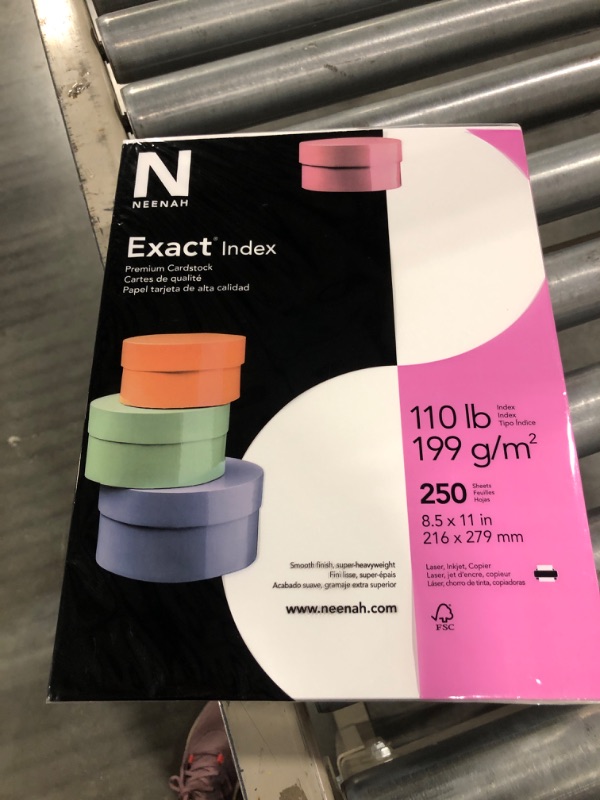 N
NEENAH
Exact® Index
Premium Cardstock
Cartes de qualité
Papel tarjeta de alta calidad
110 lb Index
Index
Tipo Índice
199 g/m²
250 Sheets
Feuilles
Hojas
8.5 x 11 in
216 x 279 mm
Smooth finish, super-heavyweight
Fini lisse, super-épais
Acabado suave, gramaje extra superior
www.neenah.com
Laser, Inkjet, Copier
Laser, jet d'encre, copieur
Láser, chorro de tinta, copiadoras
FSC